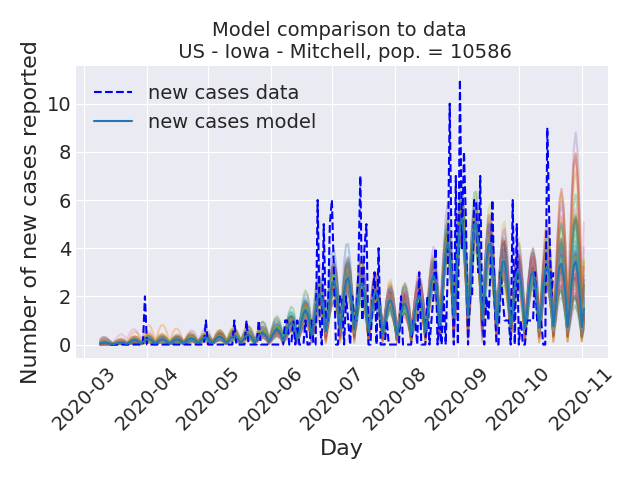 Model comparison to data
US - Iowa - Mitchell, pop. = 10586
Number of new cases reported
new cases data
new cases model
10
8
6
4
2
0
2020-03
2020-04
2020-05
2020-06
2020-07
2020-08
2020-09
2020-10
2020-11
Day